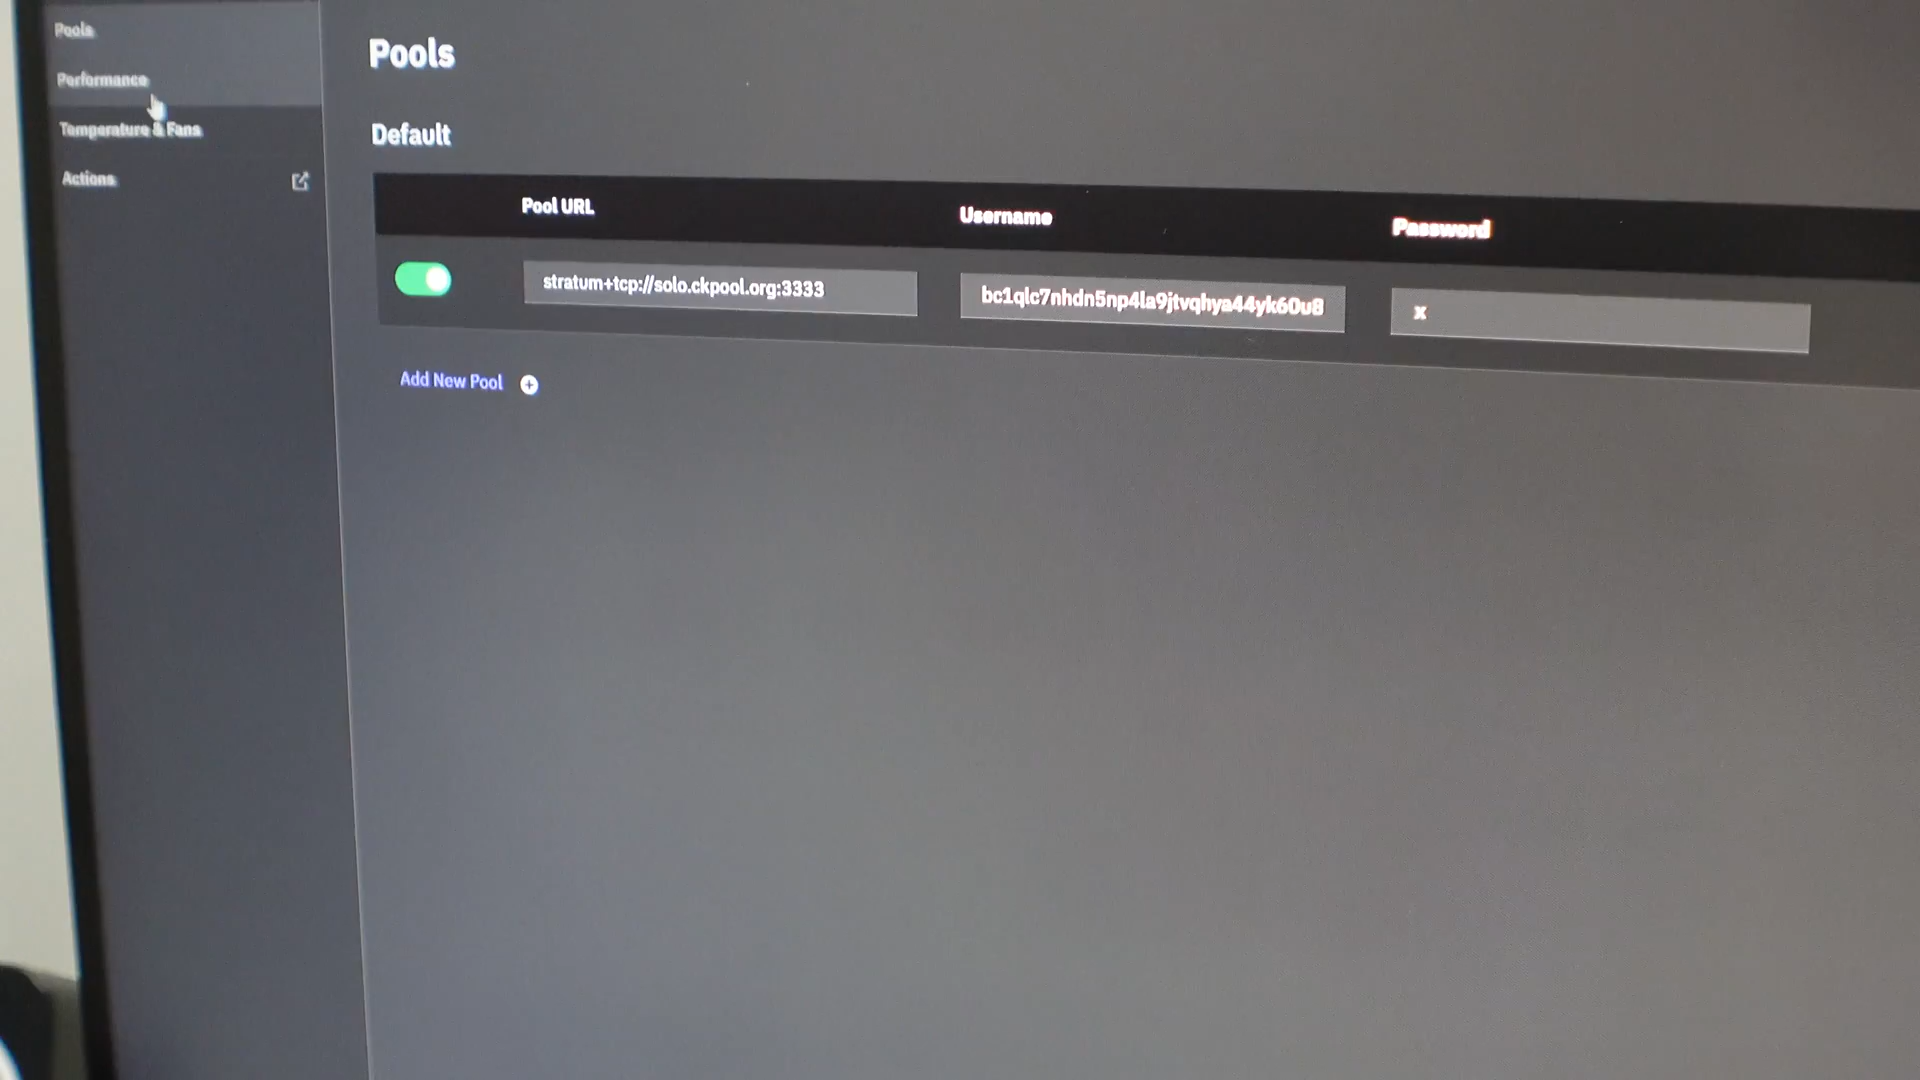 Pools
Performance
Temperature & Fans
Actions
Pools
Default
Pool URL
Username
Password
stratum+tcp://solo.ckpool.org:3333
bc1qlc7nhdn5np4la9jtvqhya44yk60u8
x
Add New Pool